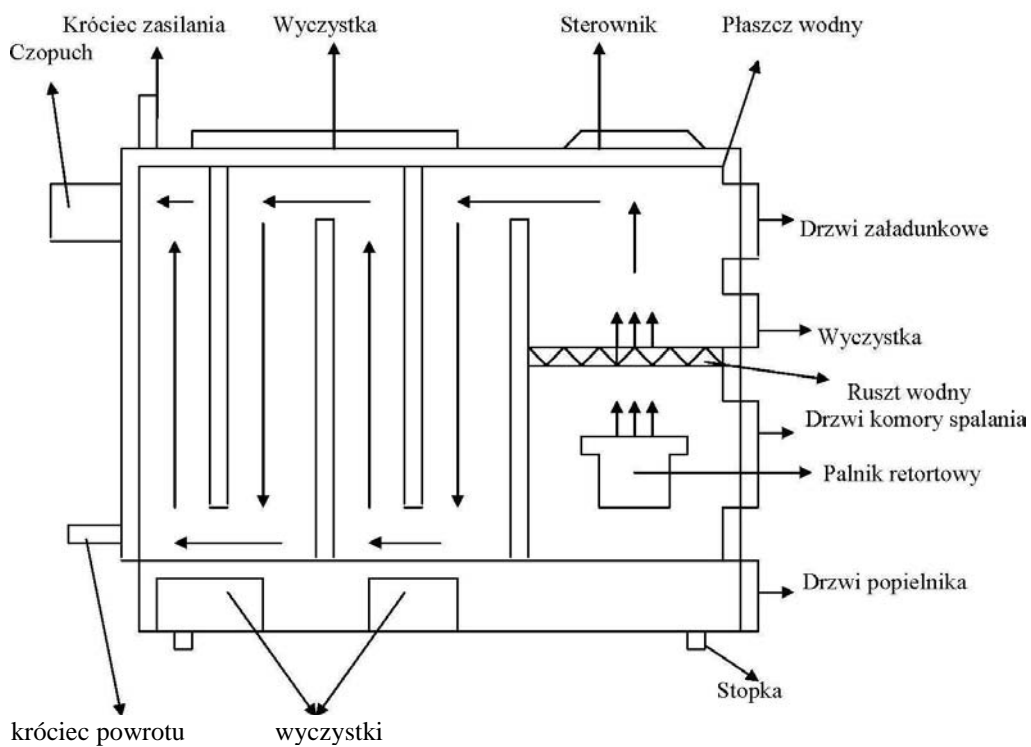 Króciec zasilania
Wyczystka
Sterownik
Płaszcz wodny
Czopuch
Drzwi załadunkowe
Wyczystka
Ruszt wodny
Drzwi komory spalania
Palnik retortowy
Drzwi popielnika
Stopka
króciec powrotu
wyczystki